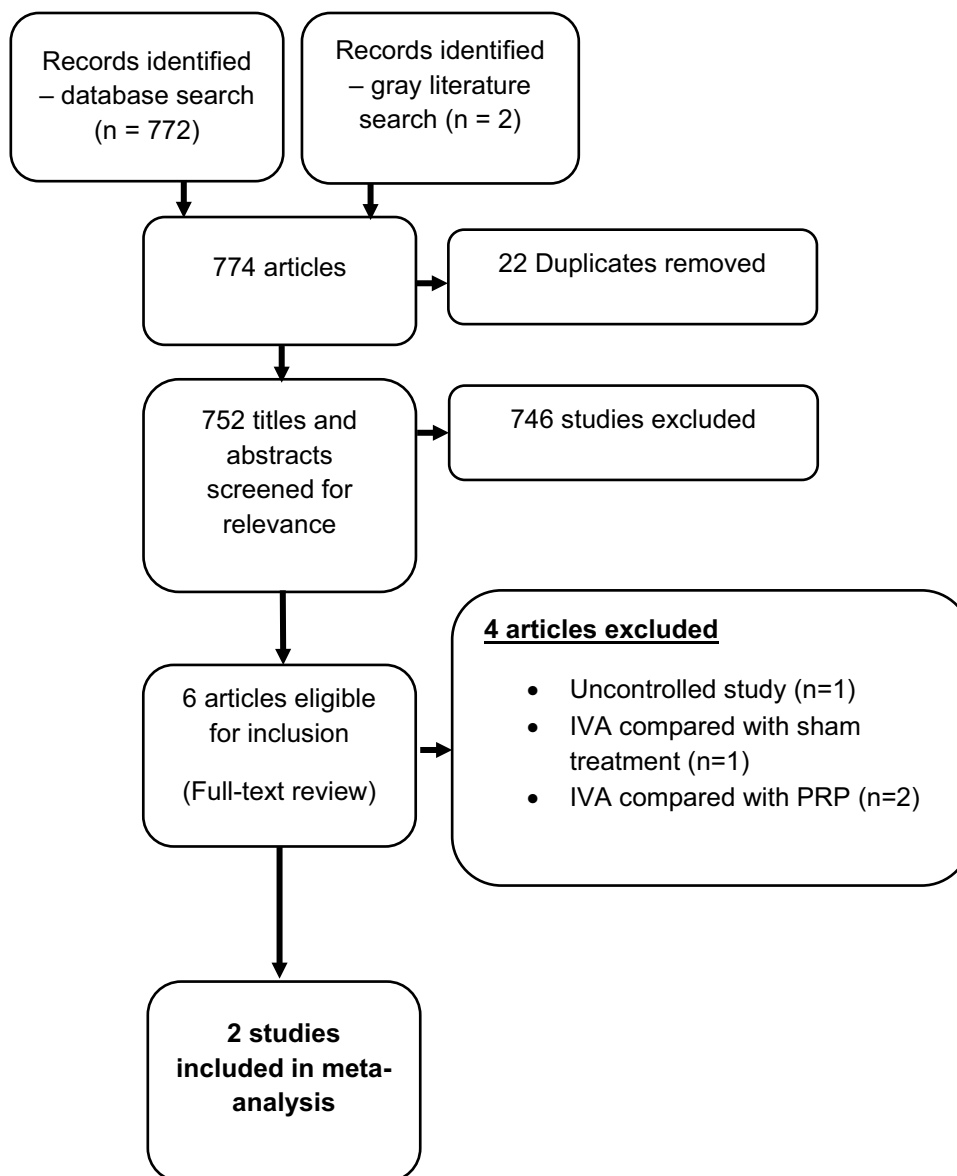 Records identified
– database search
(n = 772)
Records identified
– gray literature
search (n = 2)
774 articles
22 Duplicates removed
752 titles and
abstracts
screened for
relevance
746 studies excluded
6 articles eligible
for inclusion
(Full-text review)
4 articles excluded
• Uncontrolled study (n=1)
• IVA compared with sham
treatment (n=1)
• IVA compared with PRP (n=2)
2 studies
included in meta-
analysis